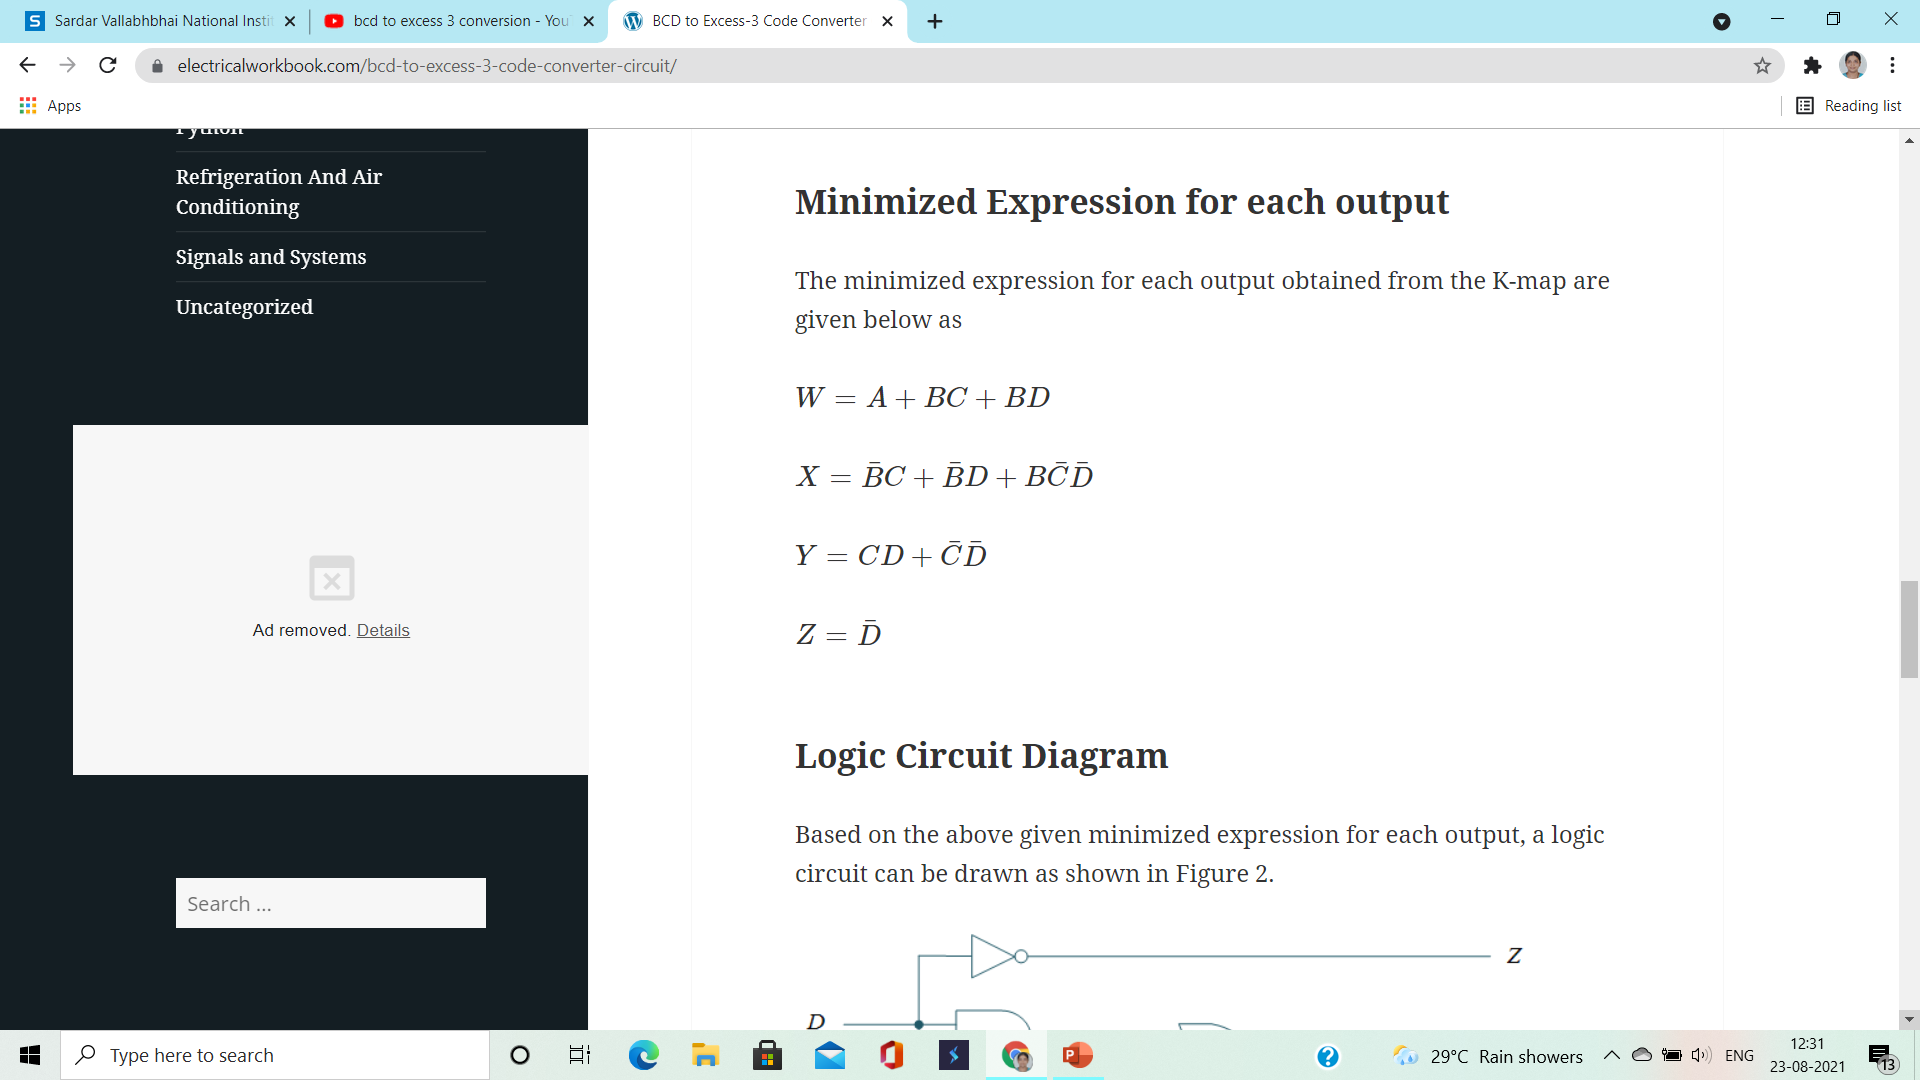 Sardar Vallabhbhai National Instit
bcd to excess 3 conversion - You
BCD to Excess-3 Code Converter
electricalworkbook.com/bcd-to-excess-3-code-converter-circuit/
Apps
Reading list
Python
Refrigeration And Air
Conditioning
Signals and Systems
Uncategorized
Ad removed. Details
Search ...
Minimized Expression for each output
The minimized expression for each output obtained from the K-map are
given below as
W = A + BC + BD
X = B̄C + B̄D + BC̄D̄
Y = CD + C̄D̄
Z = D̄
Logic Circuit Diagram
Based on the above given minimized expression for each output, a logic
circuit can be drawn as shown in Figure 2.
Z
D
Type here to search
29°C Rain showers
ENG
12:31
23-08-2021
13